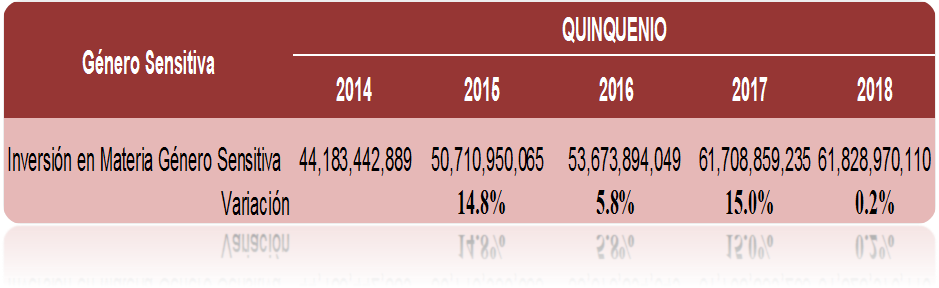 Género Sensitiva
QUINQUENIO
2014 2015 2016 2017 2018
Inversión en Materia Género Sensitiva 44,183,442,889 50,710,950,065 53,673,894,049 61,708,859,235 61,828,970,110
Variación 14.8% 5.8% 15.0% 0.2%